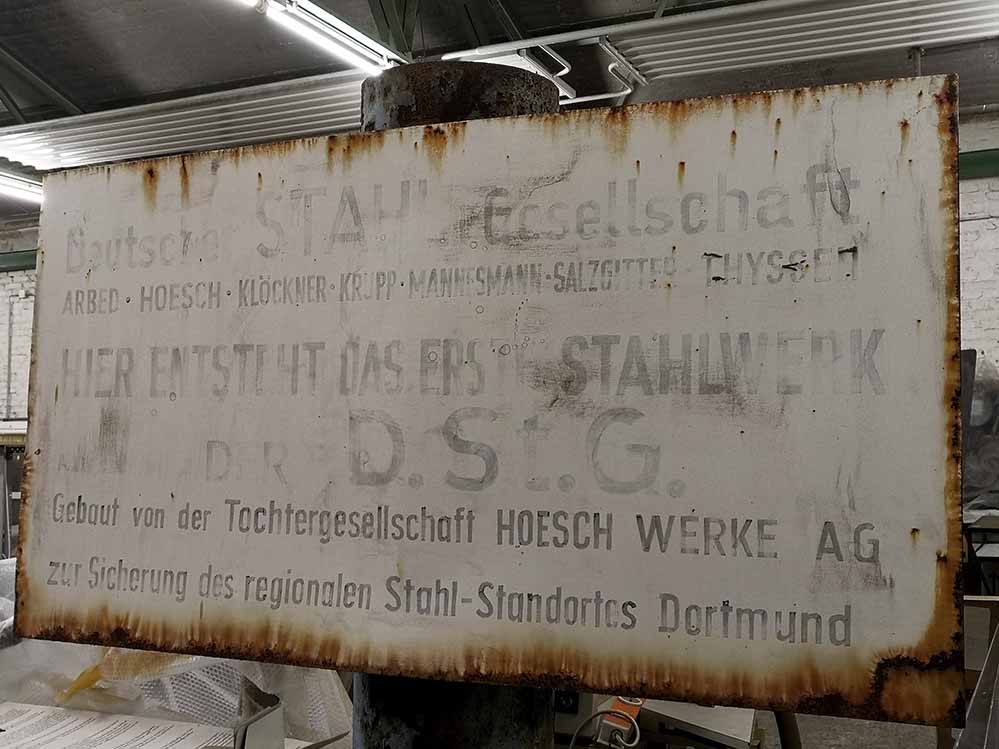 Deutsche STAHL Gesellschaft
ARBED · HOESCH · KLÖCKNER · KRUPP · MANNESMANN · SALZGITTER THYSSEN
HIER ENTSTEHT DAS ERSTE STAHLWERK
DER D.St.G.
Gebaut von der Tochtergesellschaft HOESCH WERKE AG
zur Sicherung des regionalen Stahl-Standortes Dortmund